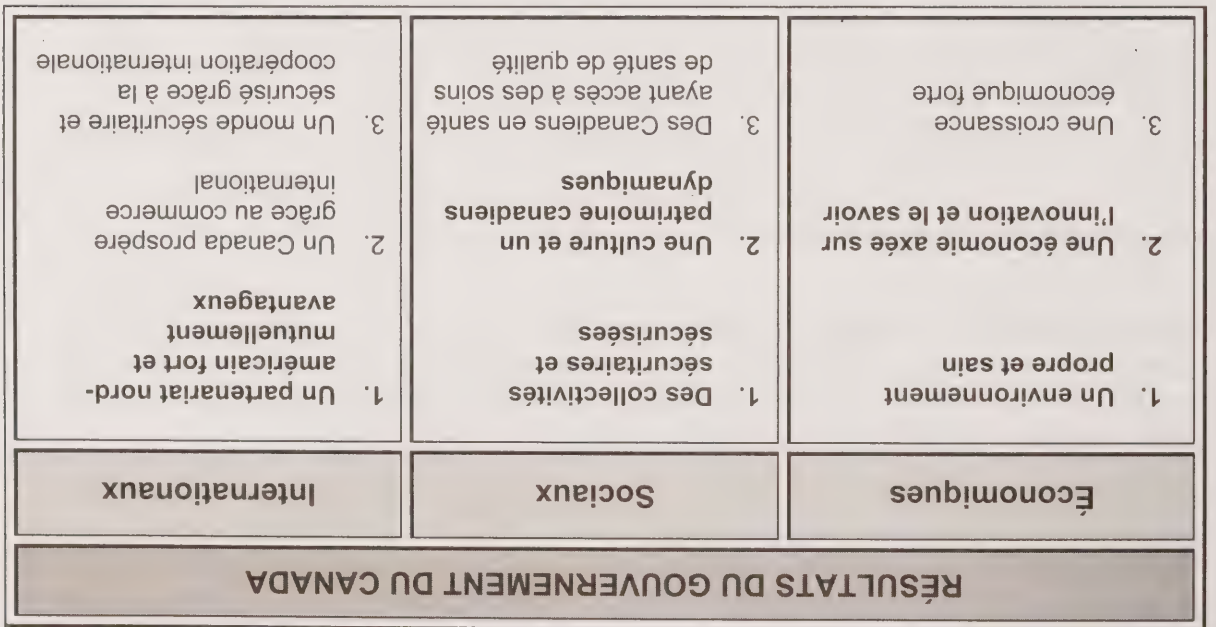 RÉSULTATS DU GOUVERNEMENT DU CANADA
Économiques
Sociaux
Internationaux
1. Un environnement
propre et sain
2. Une économie axée sur
l'innovation et le savoir
3. Une croissance
économique forte
1. Des collectivités
sécuritaires et
sécurisées
2. Une culture et un
patrimoine canadiens
dynamiques
3. Des Canadiens en santé
ayant accès à des soins
de santé de qualité
1. Un partenariat nord-
américain fort et
mutuellement
avantageux
2. Un Canada prospère
grâce au commerce
international
3. Un monde sécuritaire et
sécurisé grâce à la
coopération internationale